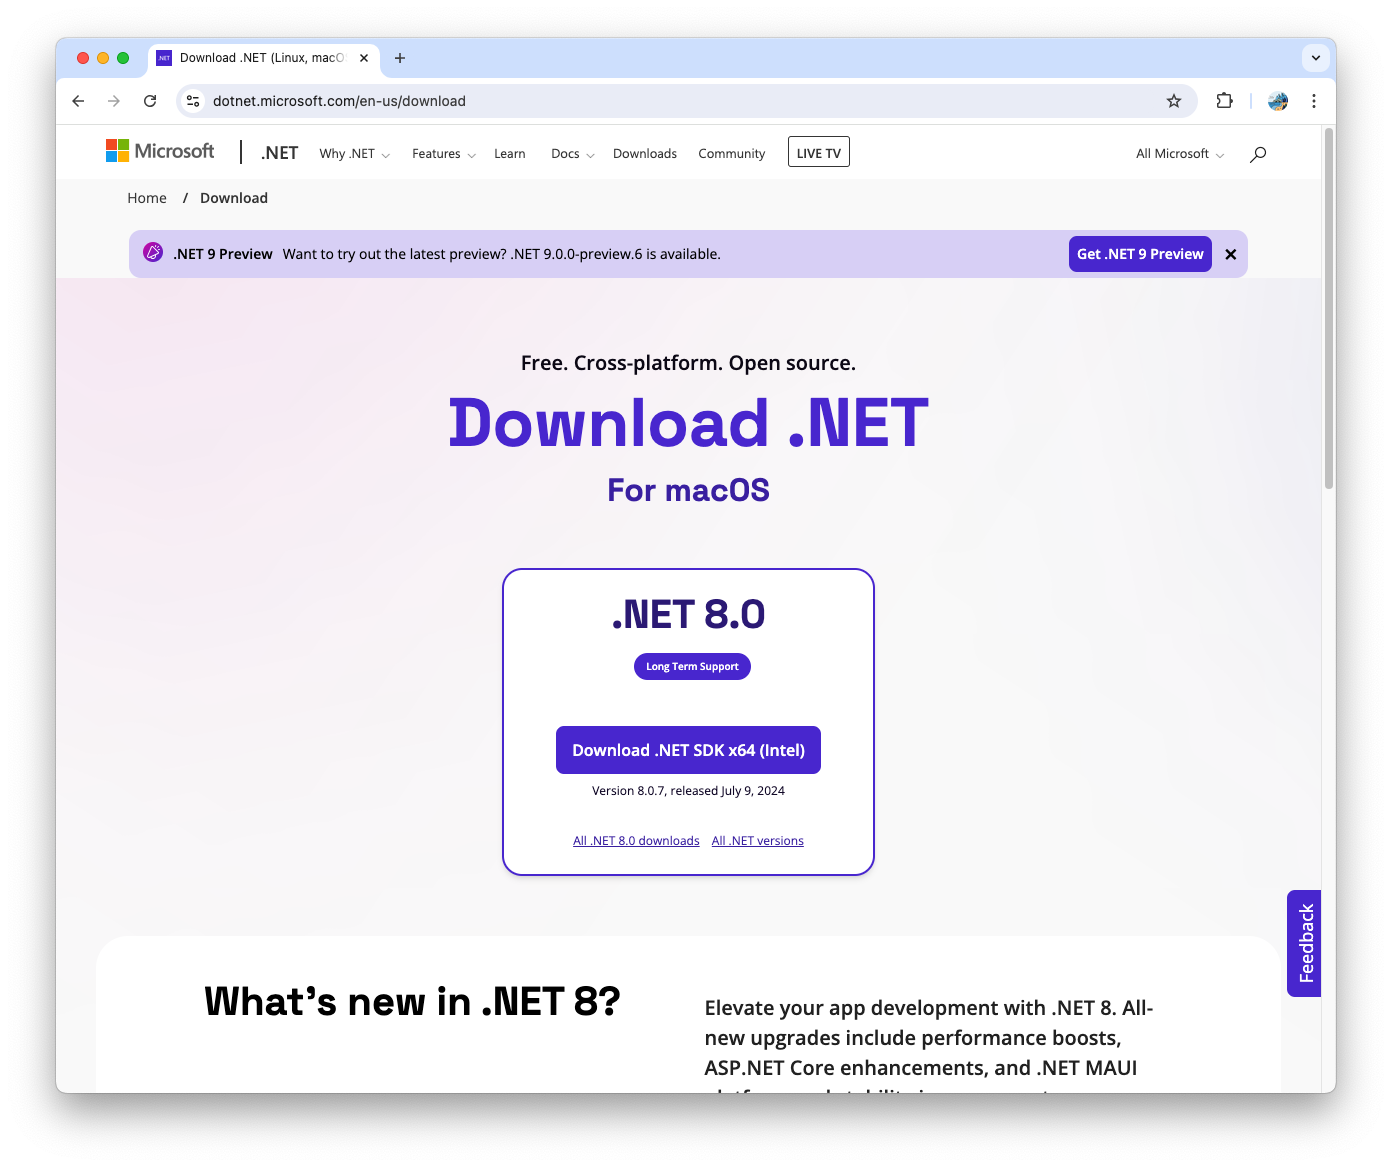 Download .NET (Linux, macO
dotnet.microsoft.com/en-us/download
Microsoft
.NET
Why .NET
Features
Learn
Docs
Downloads
Community
LIVE TV
All Microsoft
Home / Download
.NET 9 Preview Want to try out the latest preview? .NET 9.0.0-preview.6 is available.
Get .NET 9 Preview
Free. Cross-platform. Open source.
Download .NET
For macOS
.NET 8.0
Long Term Support
Download .NET SDK x64 (Intel)
Version 8.0.7, released July 9, 2024
All .NET 8.0 downloads All .NET versions
Feedback
What's new in .NET 8?
Elevate your app development with .NET 8. All-
new upgrades include performance boosts,
ASP.NET Core enhancements, and .NET MAUI